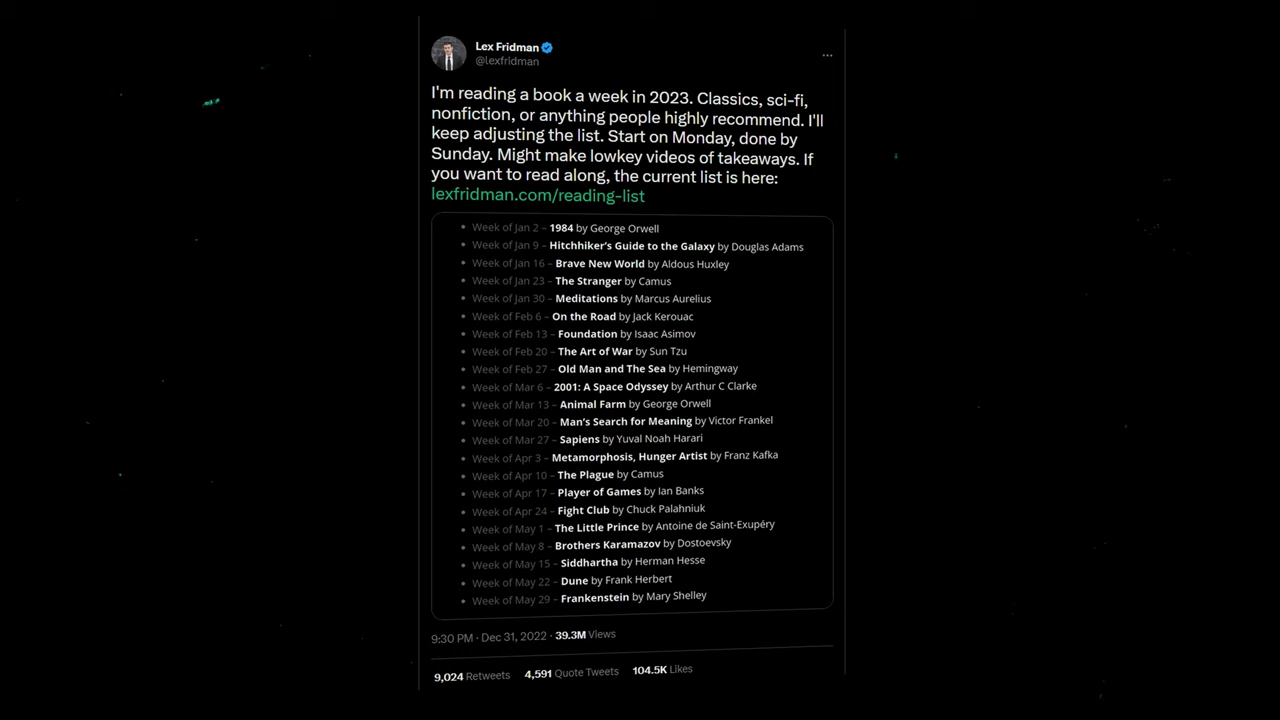 Lex Fridman
@lexfridman
I'm reading a book a week in 2023. Classics, sci-fi,
nonfiction, or anything people highly recommend. I'll
keep adjusting the list. Start on Monday, done by
Sunday. Might make lowkey videos of takeaways. If
you want to read along, the current list is here:
lexfridman.com/reading-list
• Week of Jan 2 – 1984 by George Orwell
• Week of Jan 9 – Hitchhiker's Guide to the Galaxy by Douglas Adams
• Week of Jan 16 – Brave New World by Aldous Huxley
• Week of Jan 23 – The Stranger by Camus
• Week of Jan 30 – Meditations by Marcus Aurelius
• Week of Feb 6 – On the Road by Jack Kerouac
• Week of Feb 13 – Foundation by Isaac Asimov
• Week of Feb 20 – The Art of War by Sun Tzu
• Week of Feb 27 – Old Man and The Sea by Hemingway
• Week of Mar 6 – 2001: A Space Odyssey by Arthur C Clarke
• Week of Mar 13 – Animal Farm by George Orwell
• Week of Mar 20 – Man's Search for Meaning by Victor Frankel
• Week of Mar 27 – Sapiens by Yuval Noah Harari
• Week of Apr 3 – Metamorphosis, Hunger Artist by Franz Kafka
• Week of Apr 10 – The Plague by Camus
• Week of Apr 17 – Player of Games by Ian Banks
• Week of Apr 24 – Fight Club by Chuck Palahniuk
• Week of May 1 – The Little Prince by Antoine de Saint-Exupéry
• Week of May 8 – Brothers Karamazov by Dostoevsky
• Week of May 15 – Siddhartha by Herman Hesse
• Week of May 22 – Dune by Frank Herbert
• Week of May 29 – Frankenstein by Mary Shelley
9:30 PM · Dec 31, 2022 · 39.3M Views
9,024 Retweets 4,591 Quote Tweets 104.5K Likes